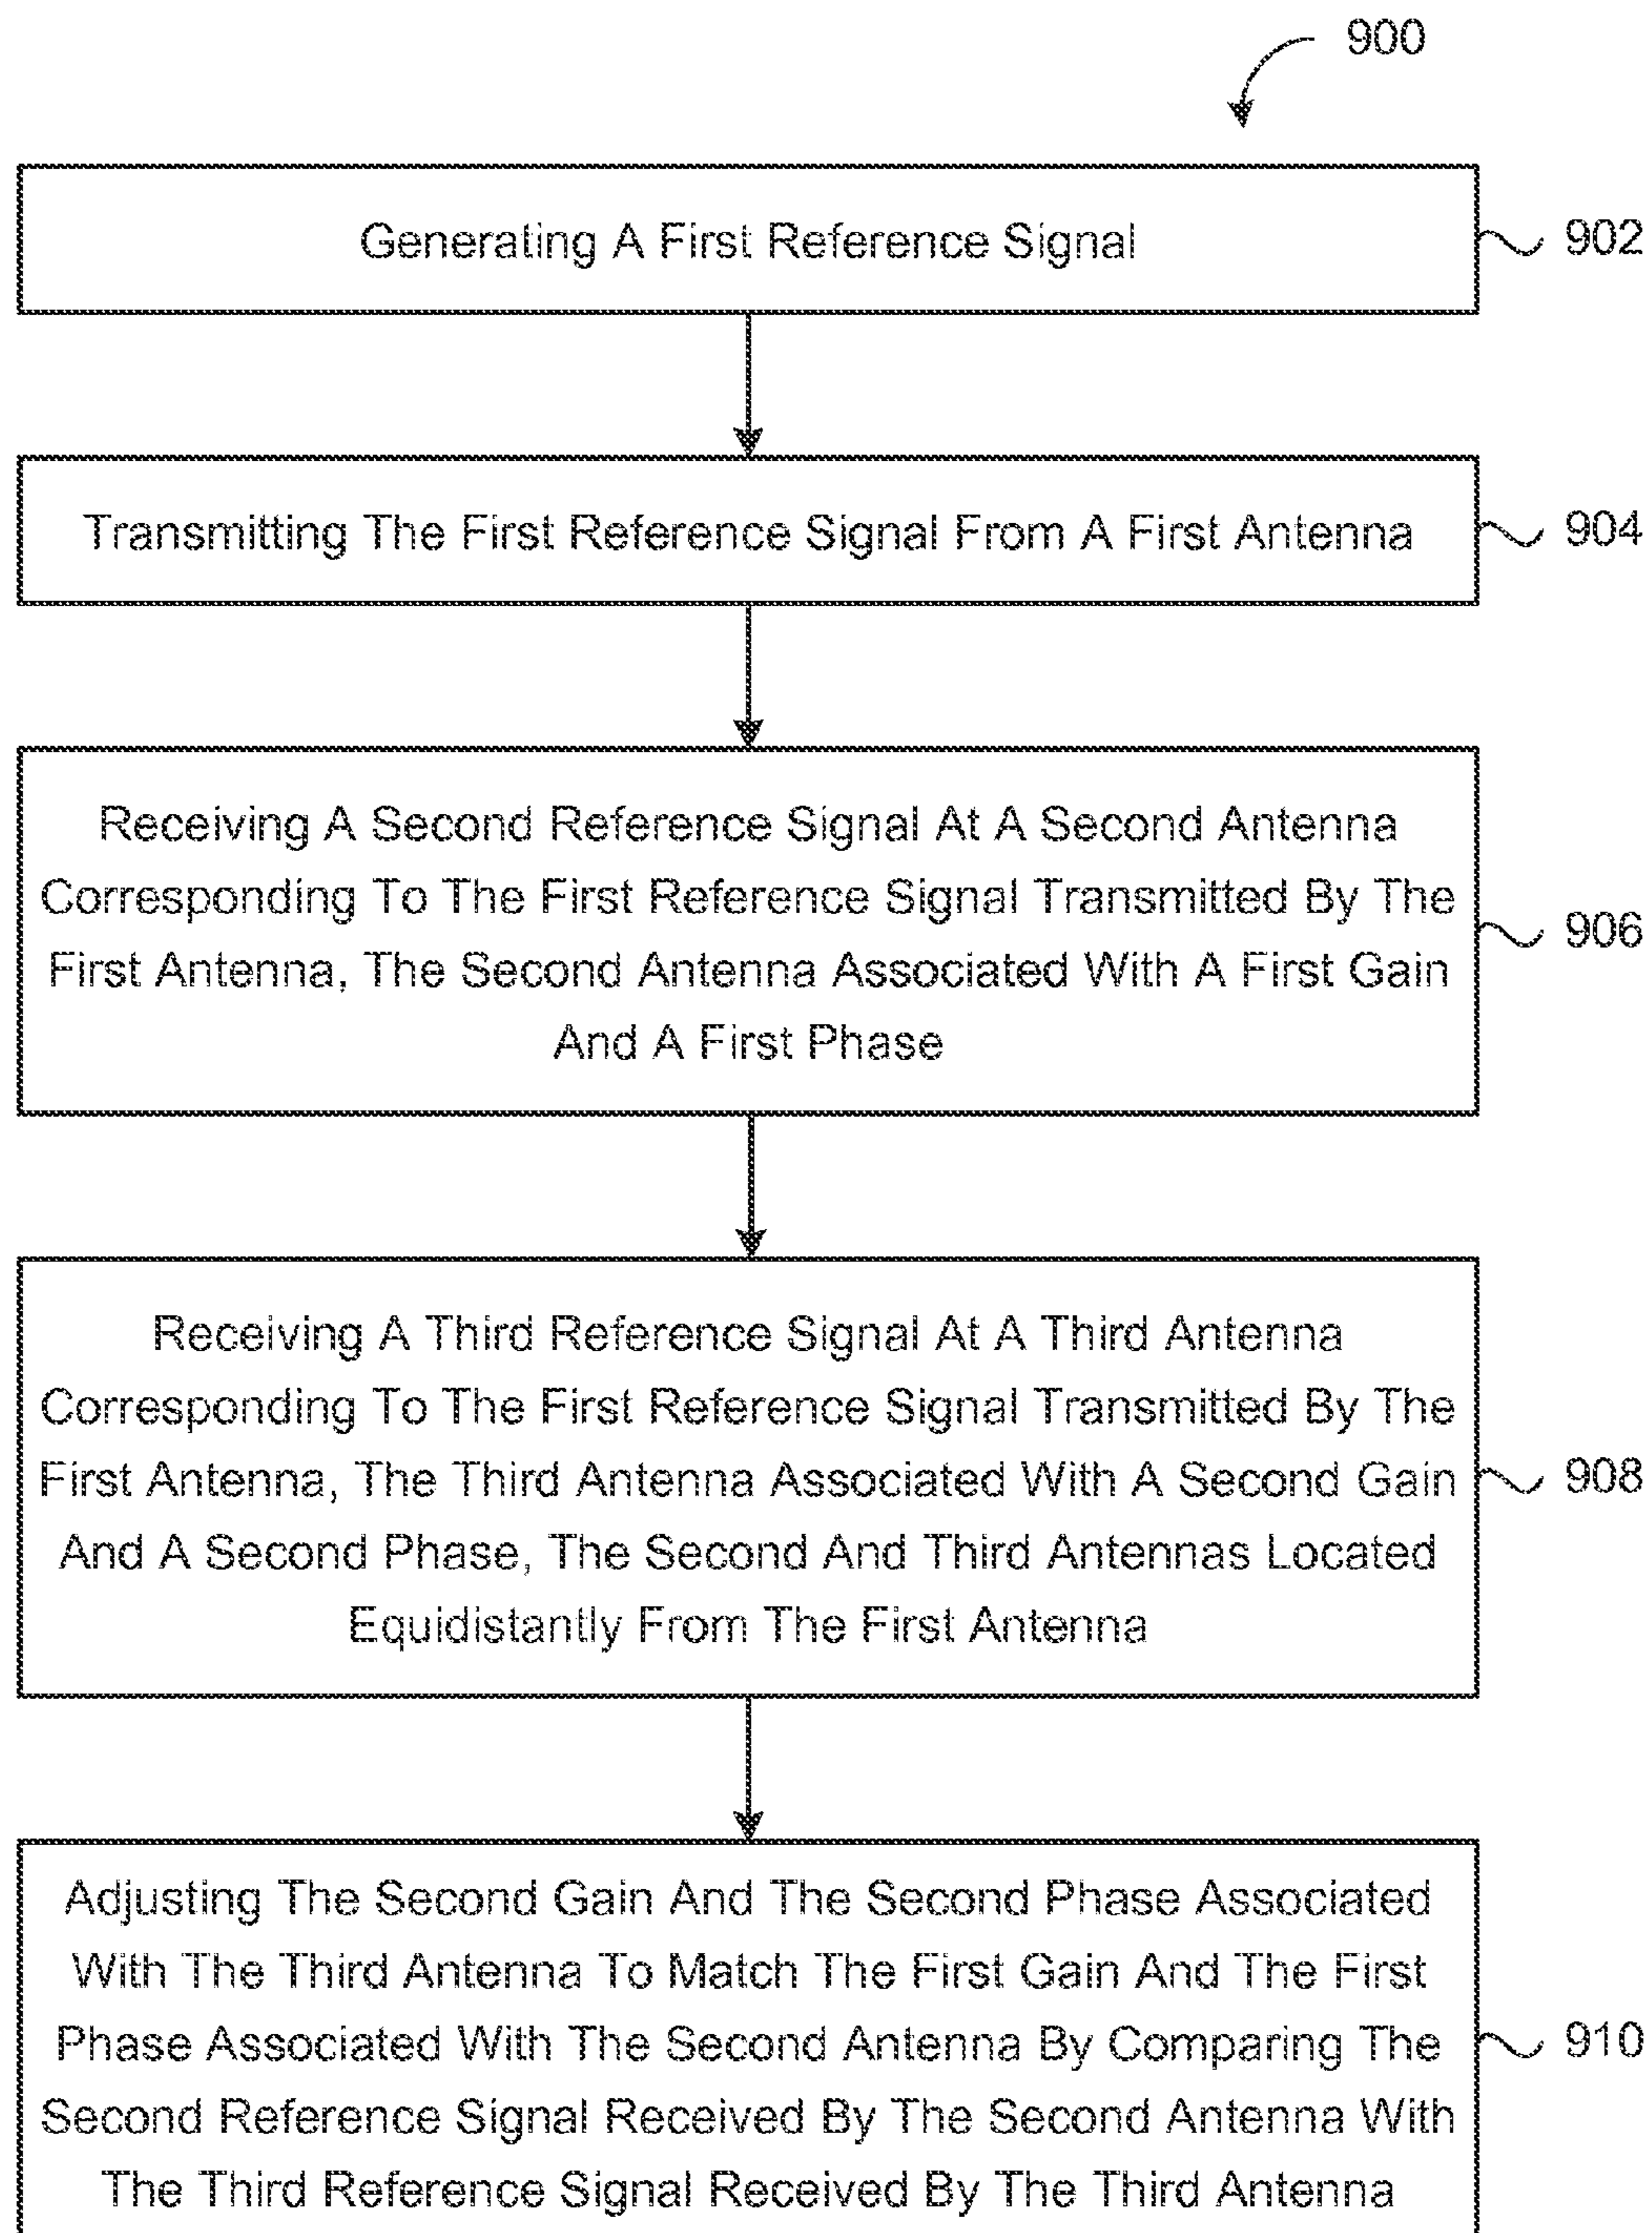 900
Generating A First Reference Signal
902
Transmitting The First Reference Signal From A First Antenna
904
Receiving A Second Reference Signal At A Second Antenna
Corresponding To The First Reference Signal Transmitted By The
First Antenna, The Second Antenna Associated With A First Gain
And A First Phase
906
Receiving A Third Reference Signal At A Third Antenna
Corresponding To The First Reference Signal Transmitted By The
First Antenna, The Third Antenna Associated With A Second Gain
And A Second Phase, The Second And Third Antennas Located
Equidistantly From The First Antenna
908
Adjusting The Second Gain And The Second Phase Associated
With The Third Antenna To Match The First Gain And The First
Phase Associated With The Second Antenna By Comparing The
Second Reference Signal Received By The Second Antenna With
The Third Reference Signal Received By The Third Antenna
910